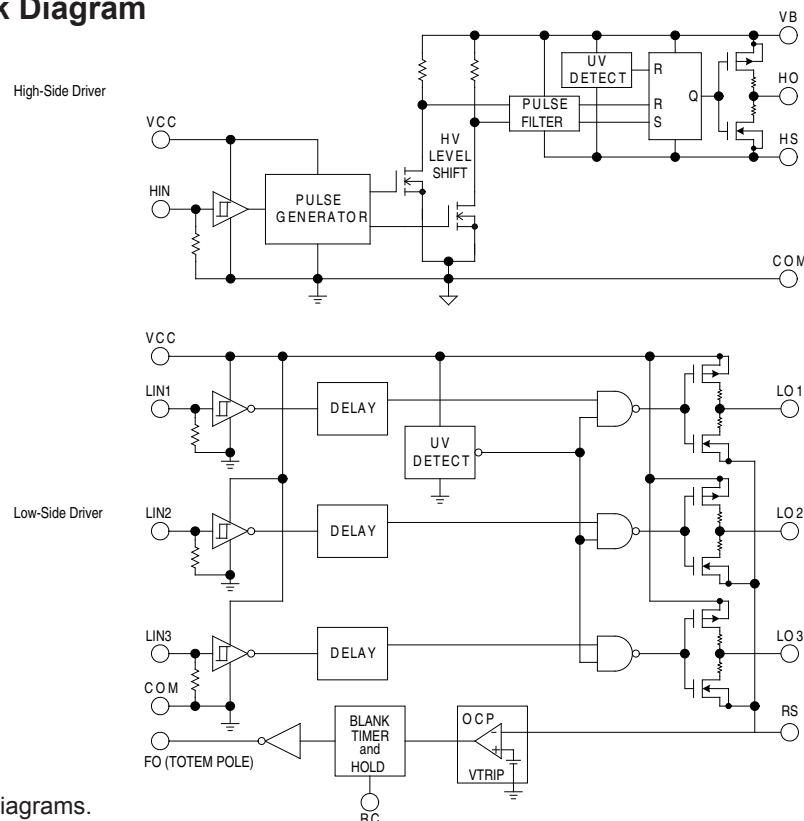 k Diagram
VB
High-Side Driver
UV
DETECT
R
HO
VCC
PULSE
FILTER
R
S
Q
HV
LEVEL
SHIFT
HS
HIN
PULSE
GENERATOR
COM
VCC
LIN1
DELAY
LO1
UV
DETECT
Low-Side Driver
LIN2
DELAY
LO2
LIN3
DELAY
LO3
COM
RS
BLANK
TIMER
and
HOLD
OCP
-
+
VTRIP
FO (TOTEM POLE)
RC
iagrams.